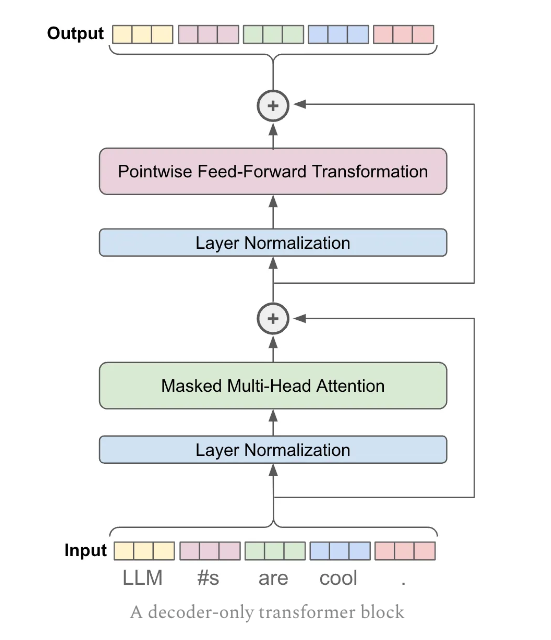 Output
+
Pointwise Feed-Forward Transformation
Layer Normalization
+
Masked Multi-Head Attention
Layer Normalization
Input
LLM #s are cool .
A decoder-only transformer block